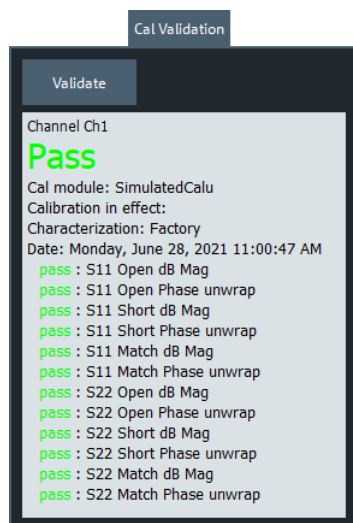 Cal Validation
Validate
Channel Ch1
Pass
Cal module: SimulatedCalu
Calibration in effect:
Characterization: Factory
Date: Monday, June 28, 2021 11:00:47 AM
pass : S11 Open dB Mag
pass : S11 Open Phase unwrap
pass : S11 Short dB Mag
pass : S11 Short Phase unwrap
pass : S11 Match dB Mag
pass : S11 Match Phase unwrap
pass : S22 Open dB Mag
pass : S22 Open Phase unwrap
pass : S22 Short dB Mag
pass : S22 Short Phase unwrap
pass : S22 Match dB Mag
pass : S22 Match Phase unwrap